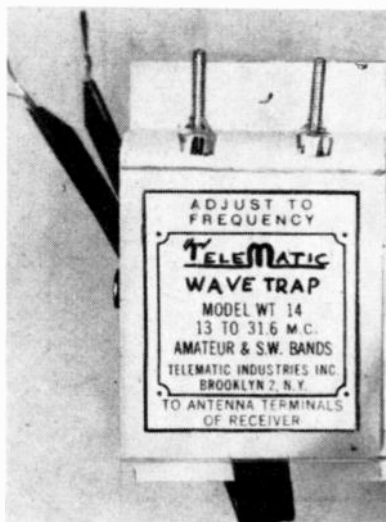 ADJUST TO
FREQUENCY
TELEMATIC
WAVE TRAP
MODEL WT 14
13 TO 31.6 M.C.
AMATEUR & S.W. BANDS
TELEMATIC INDUSTRIES INC.
BROOKLYN 2, N.Y.
TO ANTENNA TERMINALS
OF RECEIVER